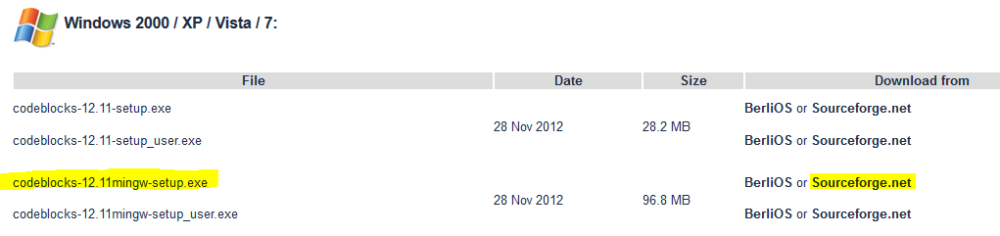 Windows 2000 / XP / Vista / 7:
File Date Size Download from
codeblocks-12.11-setup.exe BerliOS or Sourceforge.net
28 Nov 2012 28.2 MB
codeblocks-12.11-setup_user.exe BerliOS or Sourceforge.net
codeblocks-12.11mingw-setup.exe BerliOS or Sourceforge.net
28 Nov 2012 96.8 MB
codeblocks-12.11mingw-setup_user.exe BerliOS or Sourceforge.net